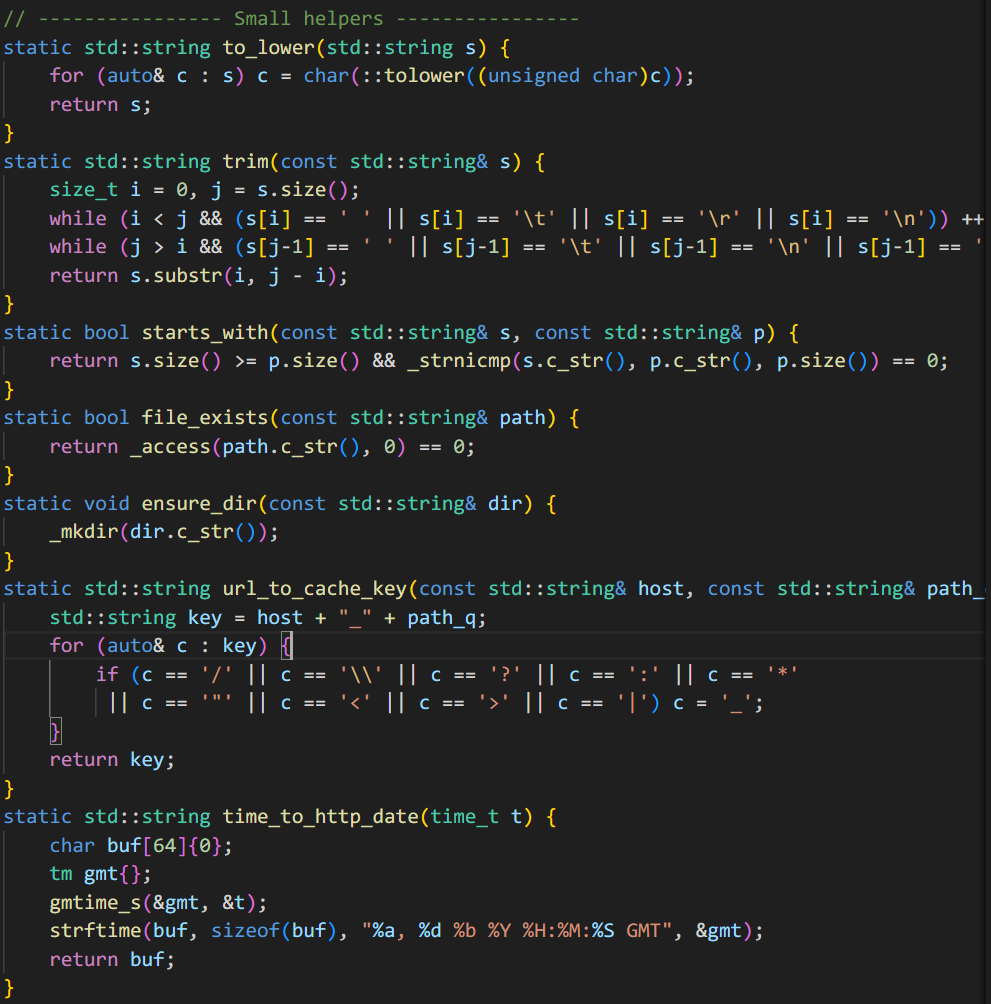 // ---------------- Small helpers ----------------
static std::string to_lower(std::string s) {
    for (auto& c : s) c = char(::tolower((unsigned char)c));
    return s;
}
static std::string trim(const std::string& s) {
    size_t i = 0, j = s.size();
    while (i < j && (s[i] == ' ' || s[i] == '\t' || s[i] == '\r' || s[i] == '\n')) ++
    while (j > i && (s[j-1] == ' ' || s[j-1] == '\t' || s[j-1] == '\n' || s[j-1] == '
    return s.substr(i, j - i);
}
static bool starts_with(const std::string& s, const std::string& p) {
    return s.size() >= p.size() && _strnicmp(s.c_str(), p.c_str(), p.size()) == 0;
}
static bool file_exists(const std::string& path) {
    return _access(path.c_str(), 0) == 0;
}
static void ensure_dir(const std::string& dir) {
    _mkdir(dir.c_str());
}
static std::string url_to_cache_key(const std::string& host, const std::string& path_
    std::string key = host + "_" + path_q;
    for (auto& c : key) {
        if (c == '/' || c == '\\' || c == '?' || c == ':' || c == '*'
         || c == '"' || c == '<' || c == '>' || c == '|') c = '_';
    }
    return key;
}
static std::string time_to_http_date(time_t t) {
    char buf[64]{0};
    tm gmt{};
    gmtime_s(&gmt, &t);
    strftime(buf, sizeof(buf), "%a, %d %b %Y %H:%M:%S GMT", &gmt);
    return buf;
}